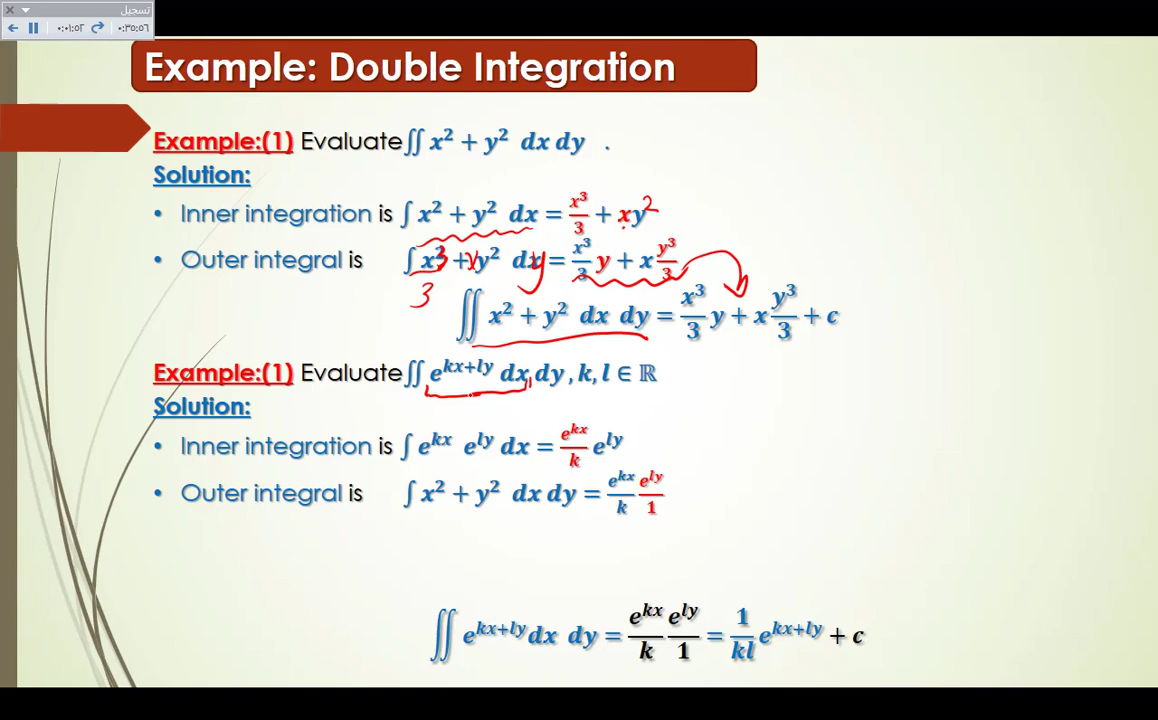 تسجيل
٠:٠١:٥٢ ٠:٣٥:٥٦
Example: Double Integration
Example:(1) Evaluate ∬ x² + y² dx dy .
Solution:
• Inner integration is ∫ x² + y² dx = x³/3 + xy²
• Outer integral is ∫ x³/3 + xy² dy = x³/3 y + x y³/3
∬ x² + y² dx dy = x³/3 y + x y³/3 + c
Example:(1) Evaluate ∬ e^{kx+ly} dx dy , k, l ∈ ℝ
Solution:
• Inner integration is ∫ e^{kx} e^{ly} dx = e^{kx}/k e^{ly}
• Outer integral is ∫ x² + y² dx dy = e^{kx}/k e^{ly}/1
∬ e^{kx+ly} dx dy = e^{kx}/k e^{ly}/1 = 1/kl e^{kx+ly} + c